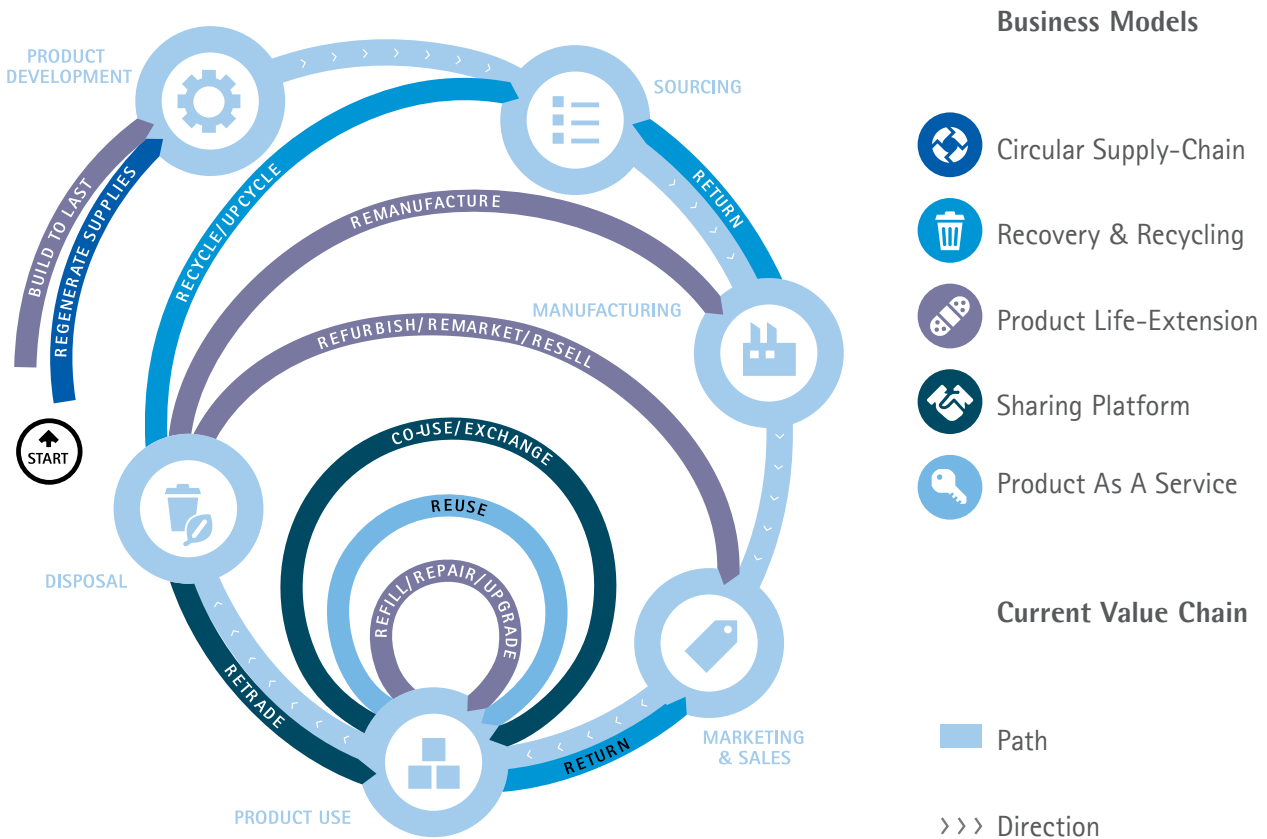 PRODUCT
DEVELOPMENT
SOURCING
BUILD TO LAST
REGENERATE SUPPLIES
RECYCLE/UPCYCLE
RETURN
REMANUFACTURE
MANUFACTURING
REFURBISH/REMARKET/RESELL
START
CO-USE/EXCHANGE
REUSE
REFILL/REPAIR/UPGRADE
DISPOSAL
RETRADE
RETURN
MARKETING
& SALES
PRODUCT USE
Business Models
Circular Supply-Chain
Recovery & Recycling
Product Life-Extension
Sharing Platform
Product As A Service
Current Value Chain
Path
>>> Direction